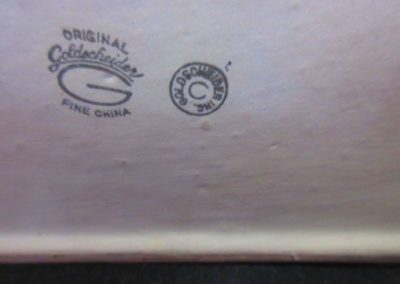 ORIGINAL
Goldscheider
G
FINE CHINA
GOLDSCHEIDER INC
C